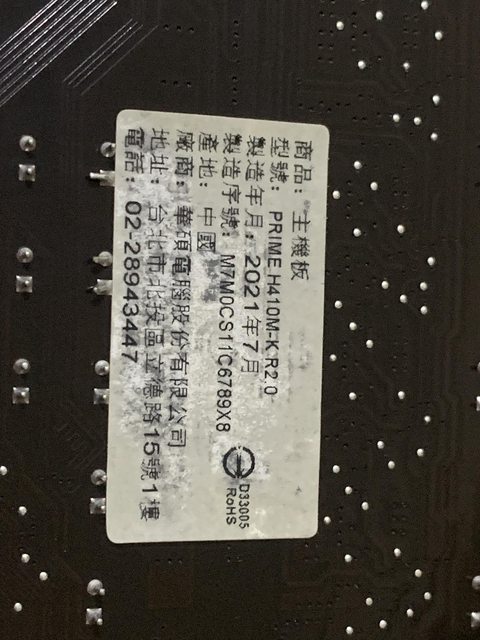 商品: 主機板
型號: PRIME H410M-K R2.0
製造年月: 2021年7月
製造序號: M7M0CS11C6789X8
產地: 中國
廠商: 華碩電腦股份有限公司
地址: 台北市北投區立德路15號1樓
電話: 02-28943447
D33005
RoHS